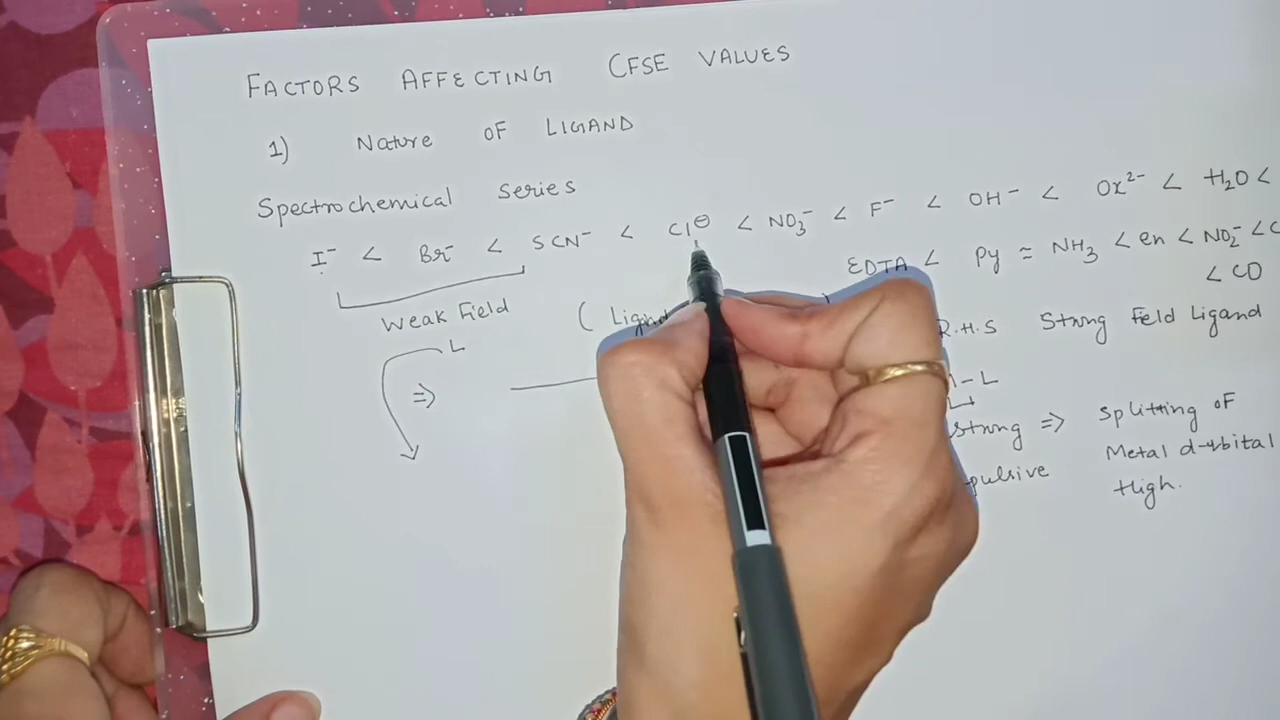 FACTORS AFFECTING CFSE VALUES
1) Nature OF LIGAND
Spectrochemical series
I⁻ < Br⁻ < SCN⁻ < Cl⊖ < NO₃⁻ < F⁻ < OH⁻ < Ox²⁻ < H₂O <
EDTA < Py ≈ NH₃ < en < NO₂⁻ < C
< CO
Weak Field
R.H.S Strong Feld Ligand
L
⇒
-L
strong ⇒ splitting OF
Metal d-orbital
High.